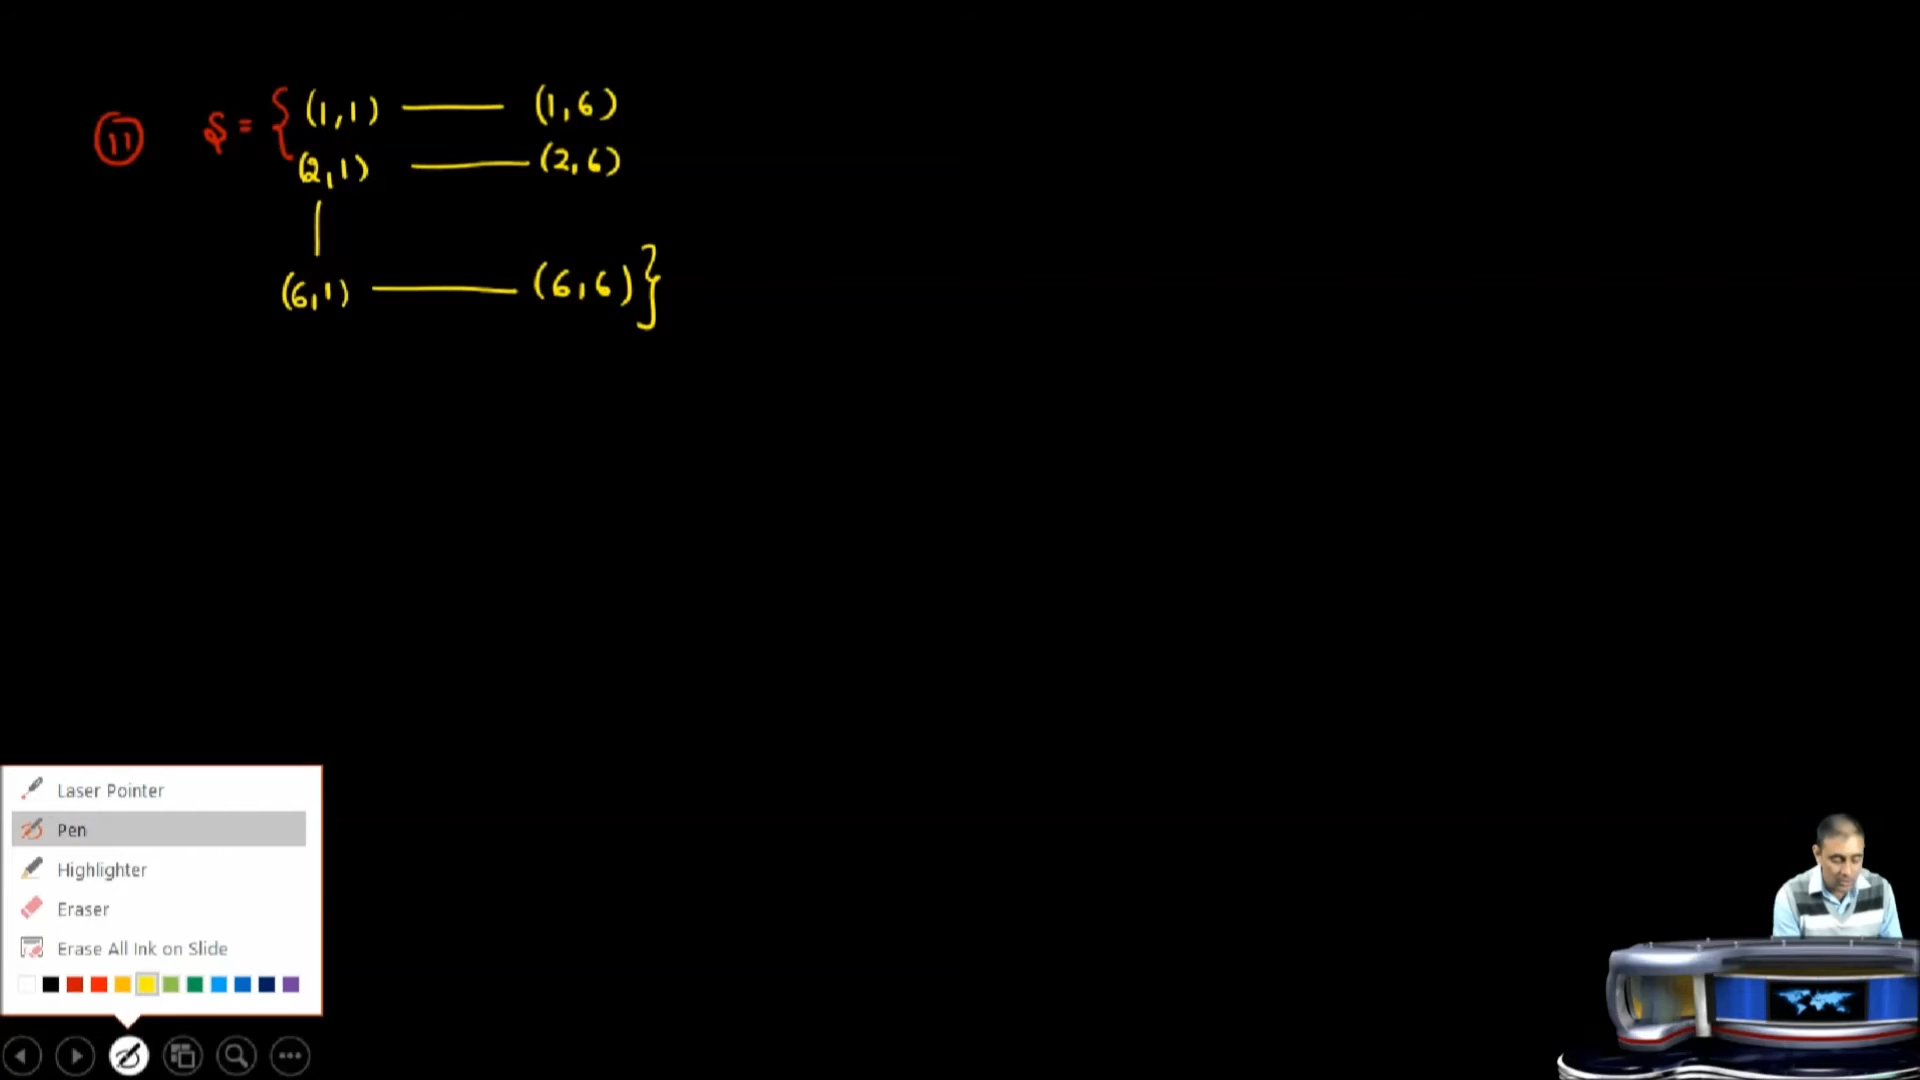 11 S = { (1,1) —— (1,6)
(2,1) —— (2,6)
|
(6,1) —— (6,6) }
Laser Pointer
Pen
Highlighter
Eraser
Erase All Ink on Slide